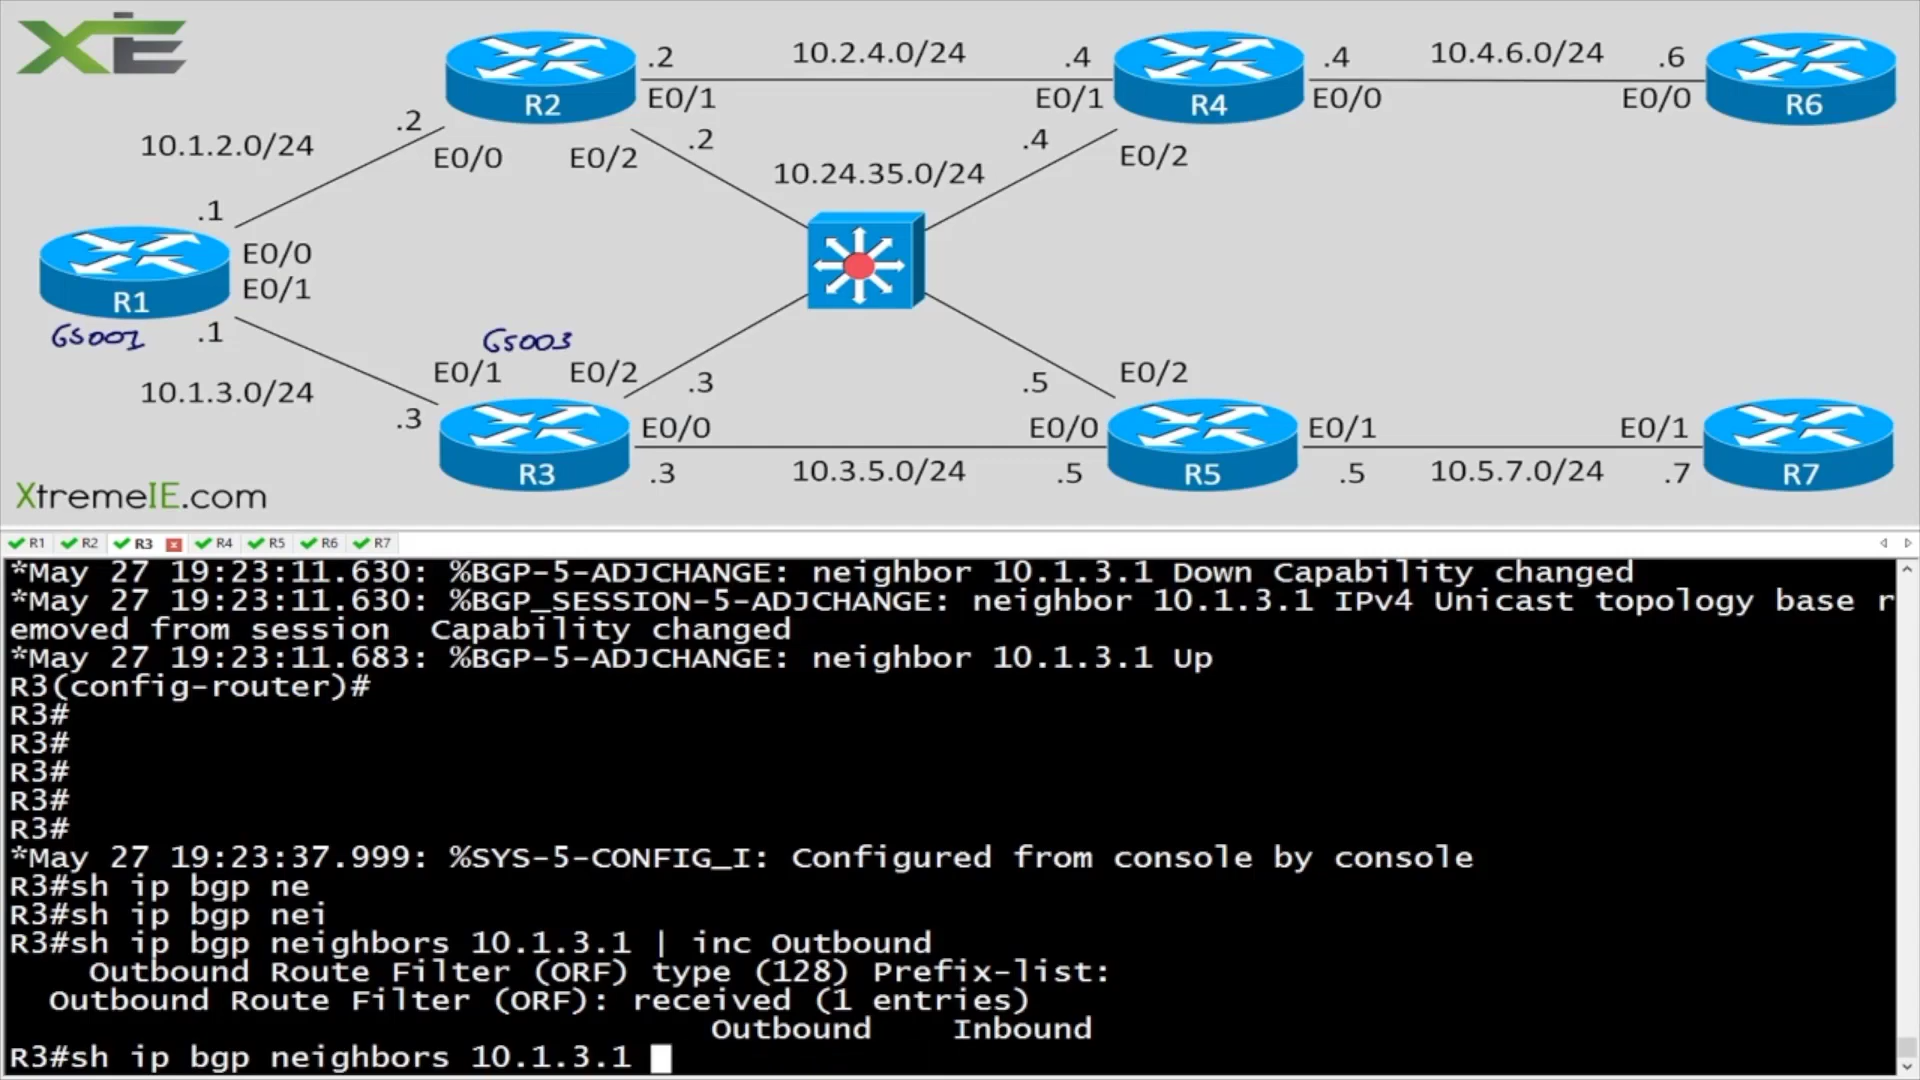 XIE
R2
.2
10.2.4.0/24
.4
R4
.4
10.4.6.0/24
.6
R6
E0/1
E0/1
E0/0
E0/0
10.1.2.0/24
.2
E0/0
E0/2
.2
10.24.35.0/24
.4
E0/2
.1
R1
E0/0
E0/1
65001
.1
10.1.3.0/24
65003
E0/1
E0/2
.3
.5
E0/2
.3
R3
E0/0
.3
10.3.5.0/24
E0/0
.5
R5
E0/1
.5
10.5.7.0/24
E0/1
.7
R7
XtremeIE.com
R1 R2 R3 R4 R5 R6 R7
*May 27 19:23:11.630: %BGP-5-ADJCHANGE: neighbor 10.1.3.1 Down Capability changed
*May 27 19:23:11.630: %BGP_SESSION-5-ADJCHANGE: neighbor 10.1.3.1 IPv4 Unicast topology base r
emoved from session  Capability changed
*May 27 19:23:11.683: %BGP-5-ADJCHANGE: neighbor 10.1.3.1 Up
R3(config-router)#
R3#
R3#
R3#
R3#
R3#
*May 27 19:23:37.999: %SYS-5-CONFIG_I: Configured from console by console
R3#sh ip bgp ne
R3#sh ip bgp nei
R3#sh ip bgp neighbors 10.1.3.1 | inc Outbound
Outbound Route Filter (ORF) type (128) Prefix-list:
Outbound Route Filter (ORF): received (1 entries)
Outbound Inbound
R3#sh ip bgp neighbors 10.1.3.1